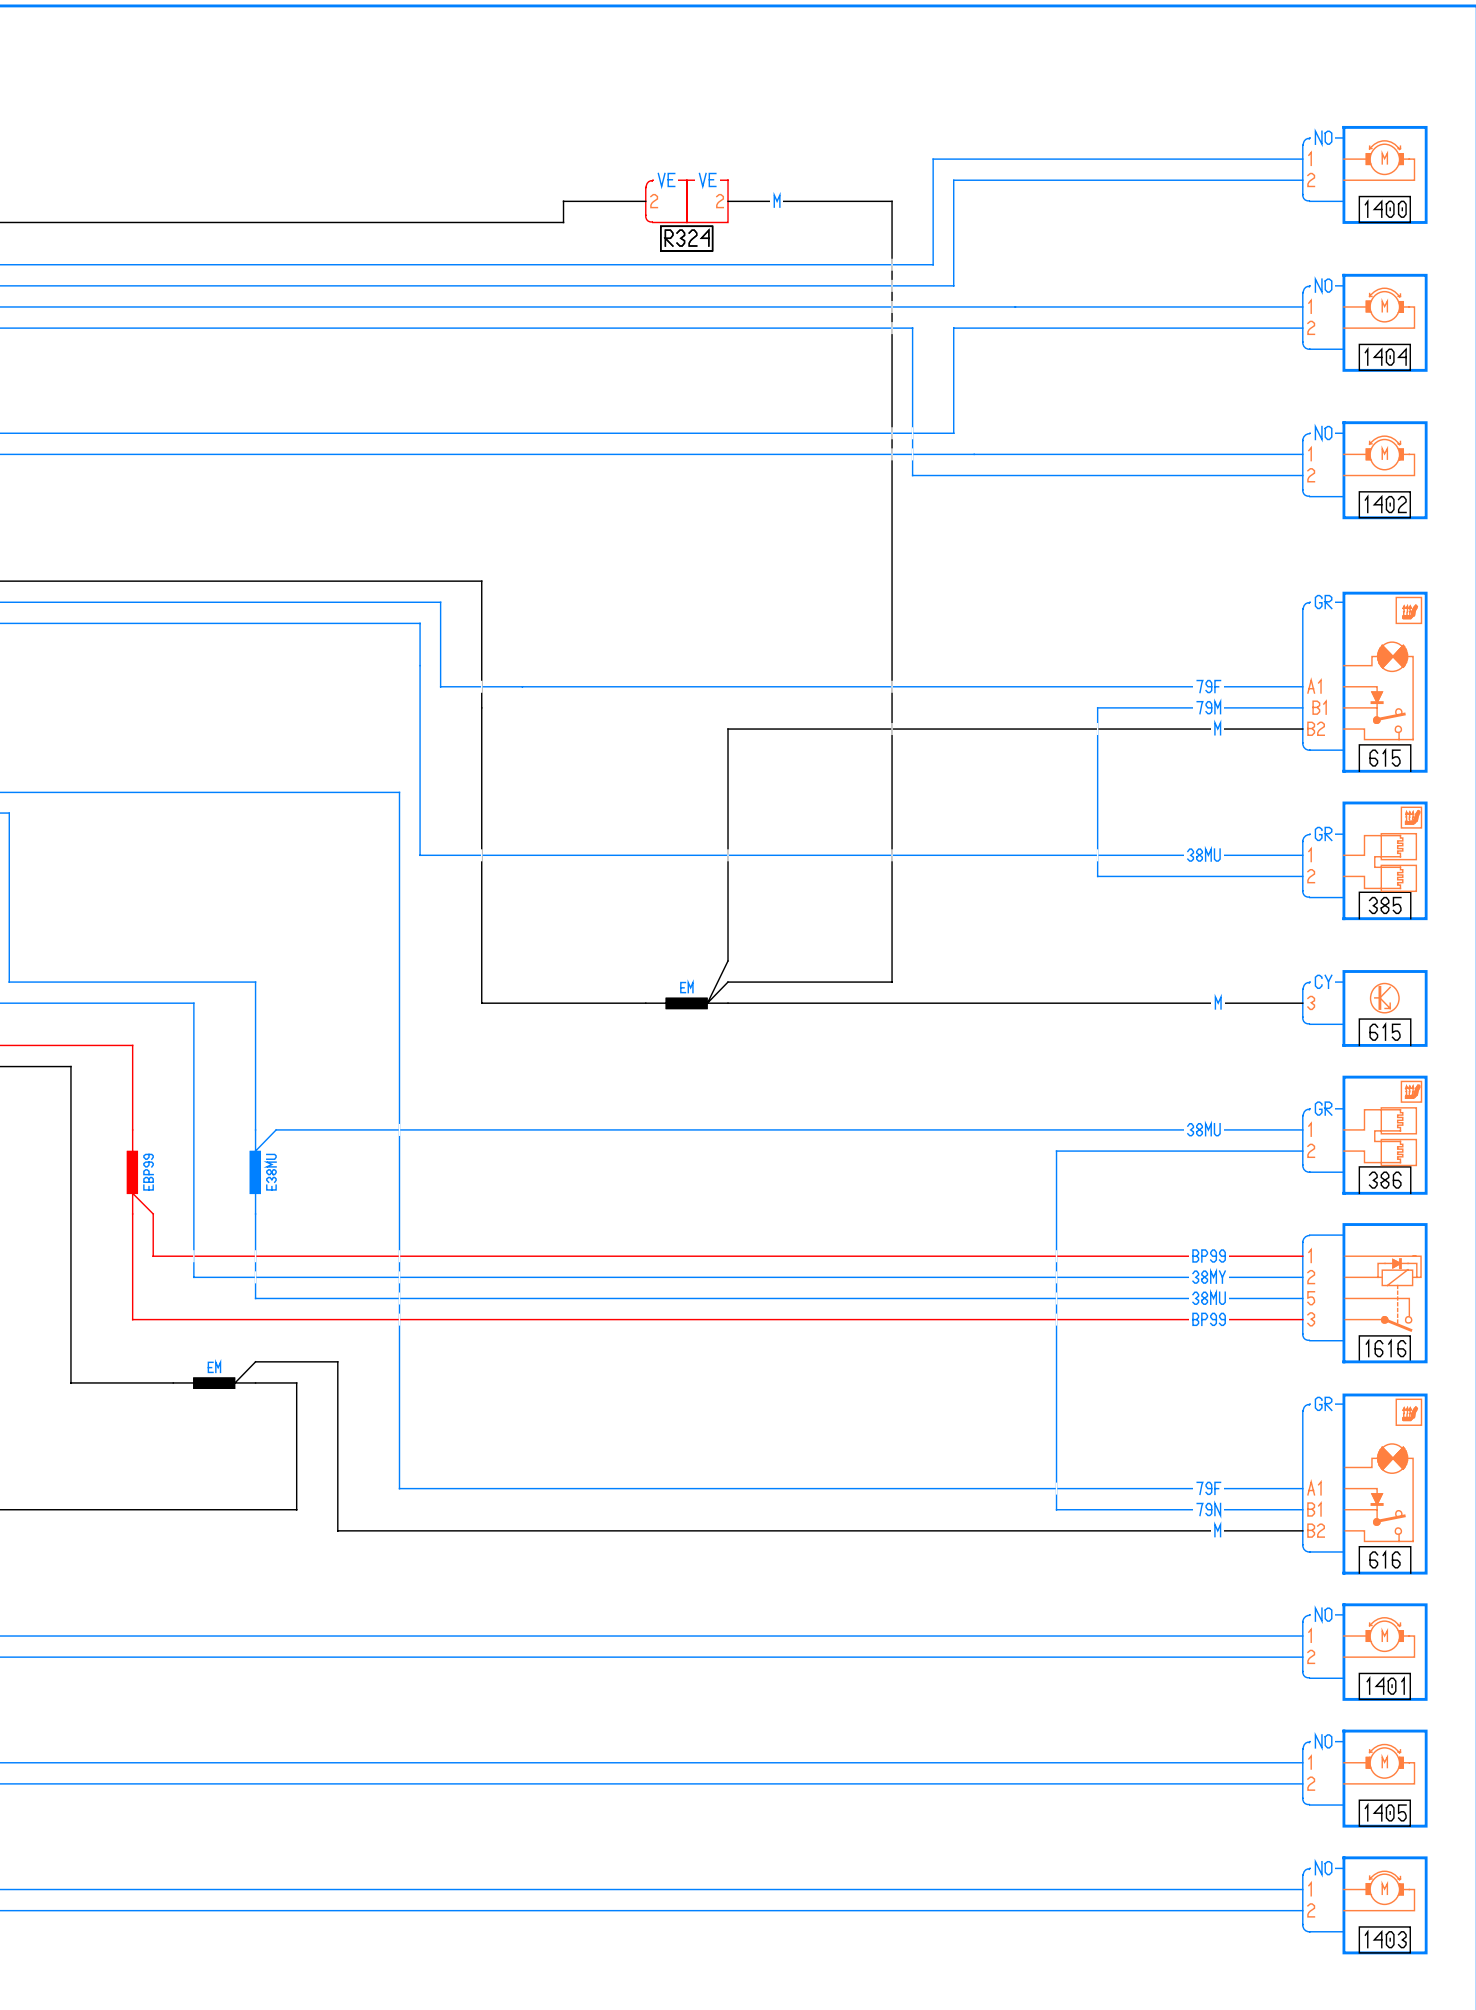 NO
1 M
2
1400
VE VE
2 2 M
R324
NO
1 M
2
1404
NO
1 M
2
1402
GR
79F A1
79M B1
M B2
615
GR
38MU 1
2
385
EM
CY
M 3
615
GR
38MU 1
2
386
EBP99
E38MU
BP99 1
38MY 2
38MU 5
BP99 3
1616
EM
GR
79F A1
79N B1
M B2
616
NO
1 M
2
1401
NO
1 M
2
1405
NO
1 M
2
1403